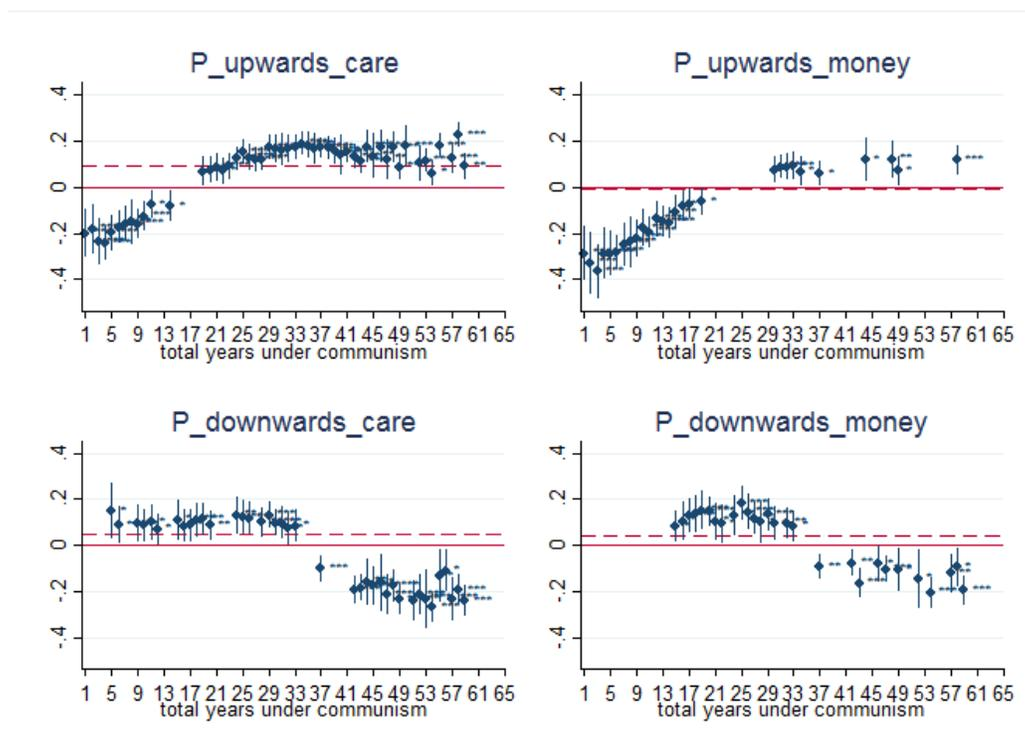 P_upwards_care
.4
.2
0
-.2
-.4
1 5 9 13 17 21 25 29 33 37 41 45 49 53 57 61 65
total years under communism
P_upwards_money
.4
.2
0
-.2
-.4
1 5 9 13 17 21 25 29 33 37 41 45 49 53 57 61 65
total years under communism
P_downwards_care
.4
.2
0
-.2
-.4
1 5 9 13 17 21 25 29 33 37 41 45 49 53 57 61 65
total years under communism
P_downwards_money
.4
.2
0
-.2
-.4
1 5 9 13 17 21 25 29 33 37 41 45 49 53 57 61 65
total years under communism